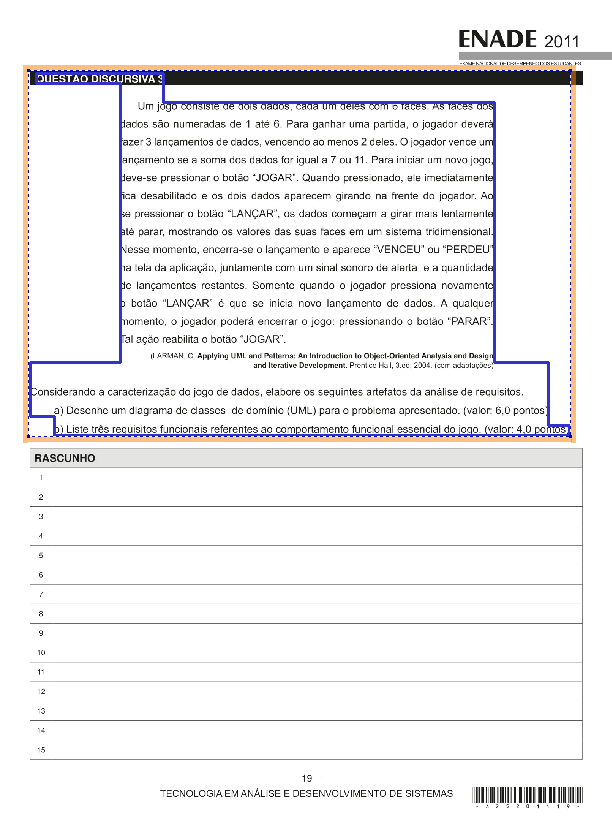 ENADE 2011
EXAME NACIONAL DE DESEMPENHO DOS ESTUDANTES
QUESTÃO DISCURSIVA 3
Um jogo consiste de dois dados, cada um deles com 6 faces. As faces dos
dados são numeradas de 1 até 6. Para ganhar uma partida, o jogador deverá
fazer 3 lançamentos de dados, vencendo ao menos 2 deles. O jogador vence um
lançamento se a soma dos dados for igual a 7 ou 11. Para iniciar um novo jogo,
deve-se pressionar o botão “JOGAR”. Quando pressionado, ele imediatamente
fica desabilitado e os dois dados aparecem girando na frente do jogador. Ao
se pressionar o botão “LANÇAR”, os dados começam a girar mais lentamente
até parar, mostrando os valores das suas faces em um sistema tridimensional.
Nesse momento, encerra-se o lançamento e aparece “VENCEU” ou “PERDEU”
na tela da aplicação, juntamente com um sinal sonoro de alerta e a quantidade
de lançamentos restantes. Somente quando o jogador pressiona novamente
o botão “LANÇAR” é que se inicia novo lançamento de dados. A qualquer
momento, o jogador poderá encerrar o jogo: pressionando o botão “PARAR”.
Tal ação reabilita o botão “JOGAR”.
(LARMAN, C. Applying UML and Patterns: An Introduction to Object-Oriented Analysis and Design
and Iterative Development. Prentice Hall, 3.ed. 2004. (com adaptações)
Considerando a caracterização do jogo de dados, elabore os seguintes artefatos da análise de requisitos.
a) Desenhe um diagrama de classes de domínio (UML) para o problema apresentado. (valor: 6,0 pontos)
b) Liste três requisitos funcionais referentes ao comportamento funcional essencial do jogo. (valor: 4,0 pontos)
RASCUNHO
1
2
3
4
5
6
7
8
9
10
11
12
13
14
15
19
TECNOLOGIA EM ANÁLISE E DESENVOLVIMENTO DE SISTEMAS